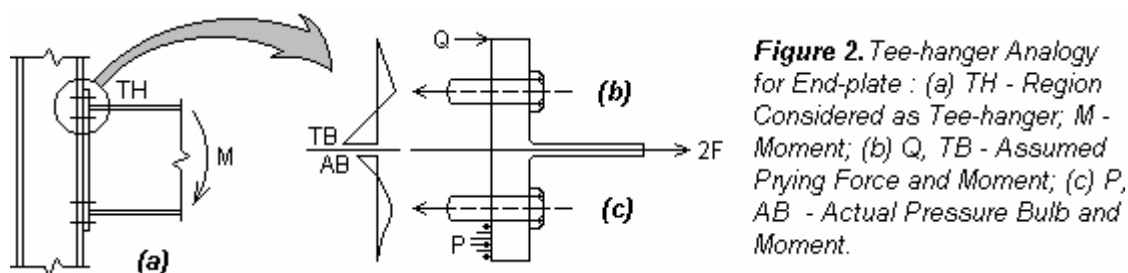 TH
M
(a)
Q
TB
AB
P
(b)
(c)
2F
Figure 2. Tee-hanger Analogy
for End-plate : (a) TH - Region
Considered as Tee-hanger; M -
Moment; (b) Q, TB - Assumed
Prying Force and Moment; (c) P,
AB - Actual Pressure Bulb and
Moment.